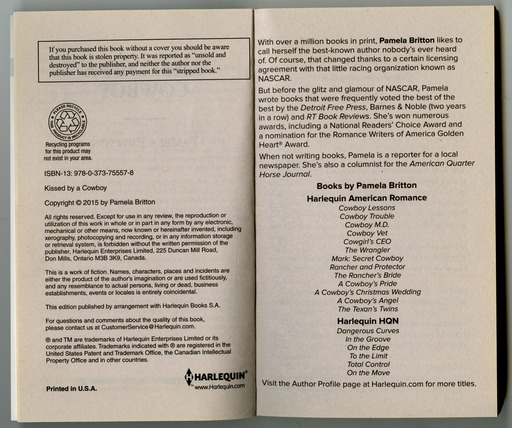 If you purchased this book without a cover you should be aware
that this book is stolen property. It was reported as "unsold and
destroyed" to the publisher, and neither the author nor the
publisher has received any payment for this "stripped book."
Recycling programs
for this product may
not exist in your area.
ISBN-13: 978-0-373-75557-8
Kissed by a Cowboy
Copyright © 2015 by Pamela Britton
All rights reserved. Except for use in any review, the reproduction or
utilization of this work in whole or in part in any form by any electronic,
mechanical or other means, now known or hereinafter invented, including
xerography, photocopying and recording, or in any information storage
or retrieval system, is forbidden without the written permission of the
publisher, Harlequin Enterprises Limited, 225 Duncan Mill Road,
Don Mills, Ontario M3B 3K9, Canada.
This is a work of fiction. Names, characters, places and incidents are
either the product of the author's imagination or are used fictitiously,
and any resemblance to actual persons, living or dead, business
establishments, events or locales is entirely coincidental.
This edition published by arrangement with Harlequin Books S.A.
For questions and comments about the quality of this book,
please contact us at CustomerService@Harlequin.com.
® and TM are trademarks of Harlequin Enterprises Limited or its
corporate affiliates. Trademarks indicated with ® are registered in the
United States Patent and Trademark Office, the Canadian Intellectual
Property Office and in other countries.
HARLEQUIN®
www.Harlequin.com
Printed in U.S.A.
With over a million books in print, Pamela Britton likes to
call herself the best-known author nobody's ever heard
of. Of course, that changed thanks to a certain licensing
agreement with that little racing organization known as
NASCAR.
But before the glitz and glamour of NASCAR, Pamela
wrote books that were frequently voted the best of the
best by the Detroit Free Press, Barnes & Noble (two years
in a row) and RT Book Reviews. She's won numerous
awards, including a National Readers' Choice Award and
a nomination for the Romance Writers of America Golden
Heart® Award.
When not writing books, Pamela is a reporter for a local
newspaper. She's also a columnist for the American Quarter
Horse Journal.
Books by Pamela Britton
Harlequin American Romance
Cowboy Lessons
Cowboy Trouble
Cowboy M.D.
Cowboy Vet
Cowgirl's CEO
The Wrangler
Mark: Secret Cowboy
Rancher and Protector
The Rancher's Bride
A Cowboy's Pride
A Cowboy's Christmas Wedding
A Cowboy's Angel
The Texan's Twins
Harlequin HQN
Dangerous Curves
In the Groove
On the Edge
To the Limit
Total Control
On the Move
Visit the Author Profile page at Harlequin.com for more titles.